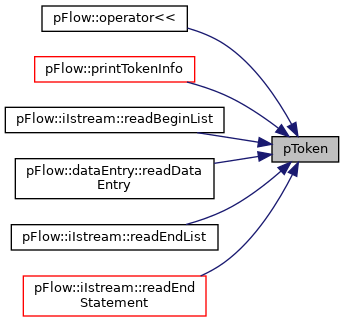 pFlow::operator<<
pFlow::printTokenInfo
pFlow::iIstream::readBeginList
pToken
pFlow::dataEntry::readData
Entry
pFlow::iIstream::readEndList
pFlow::iIstream::readEnd
Statement